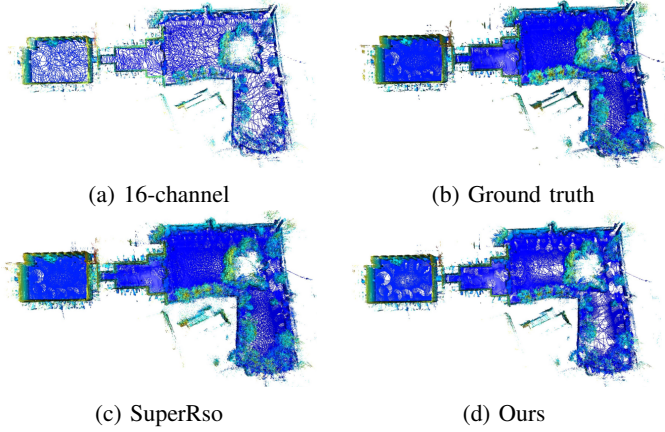 (a) 16-channel
(b) Ground truth
(c) SuperRso
(d) Ours